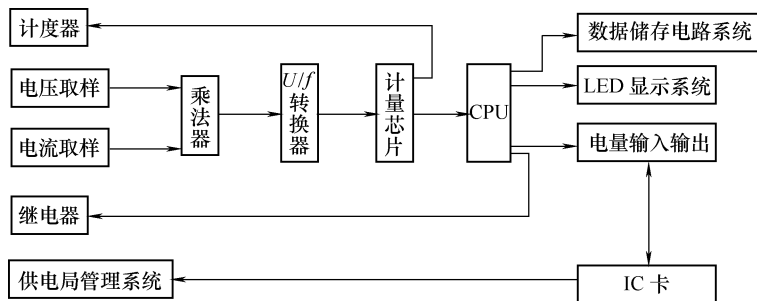 计度器
数据储存电路系统
电压取样
乘法器
U/f转换器
计量芯片
CPU
LED 显示系统
电流取样
电量输入输出
继电器
供电局管理系统
IC 卡